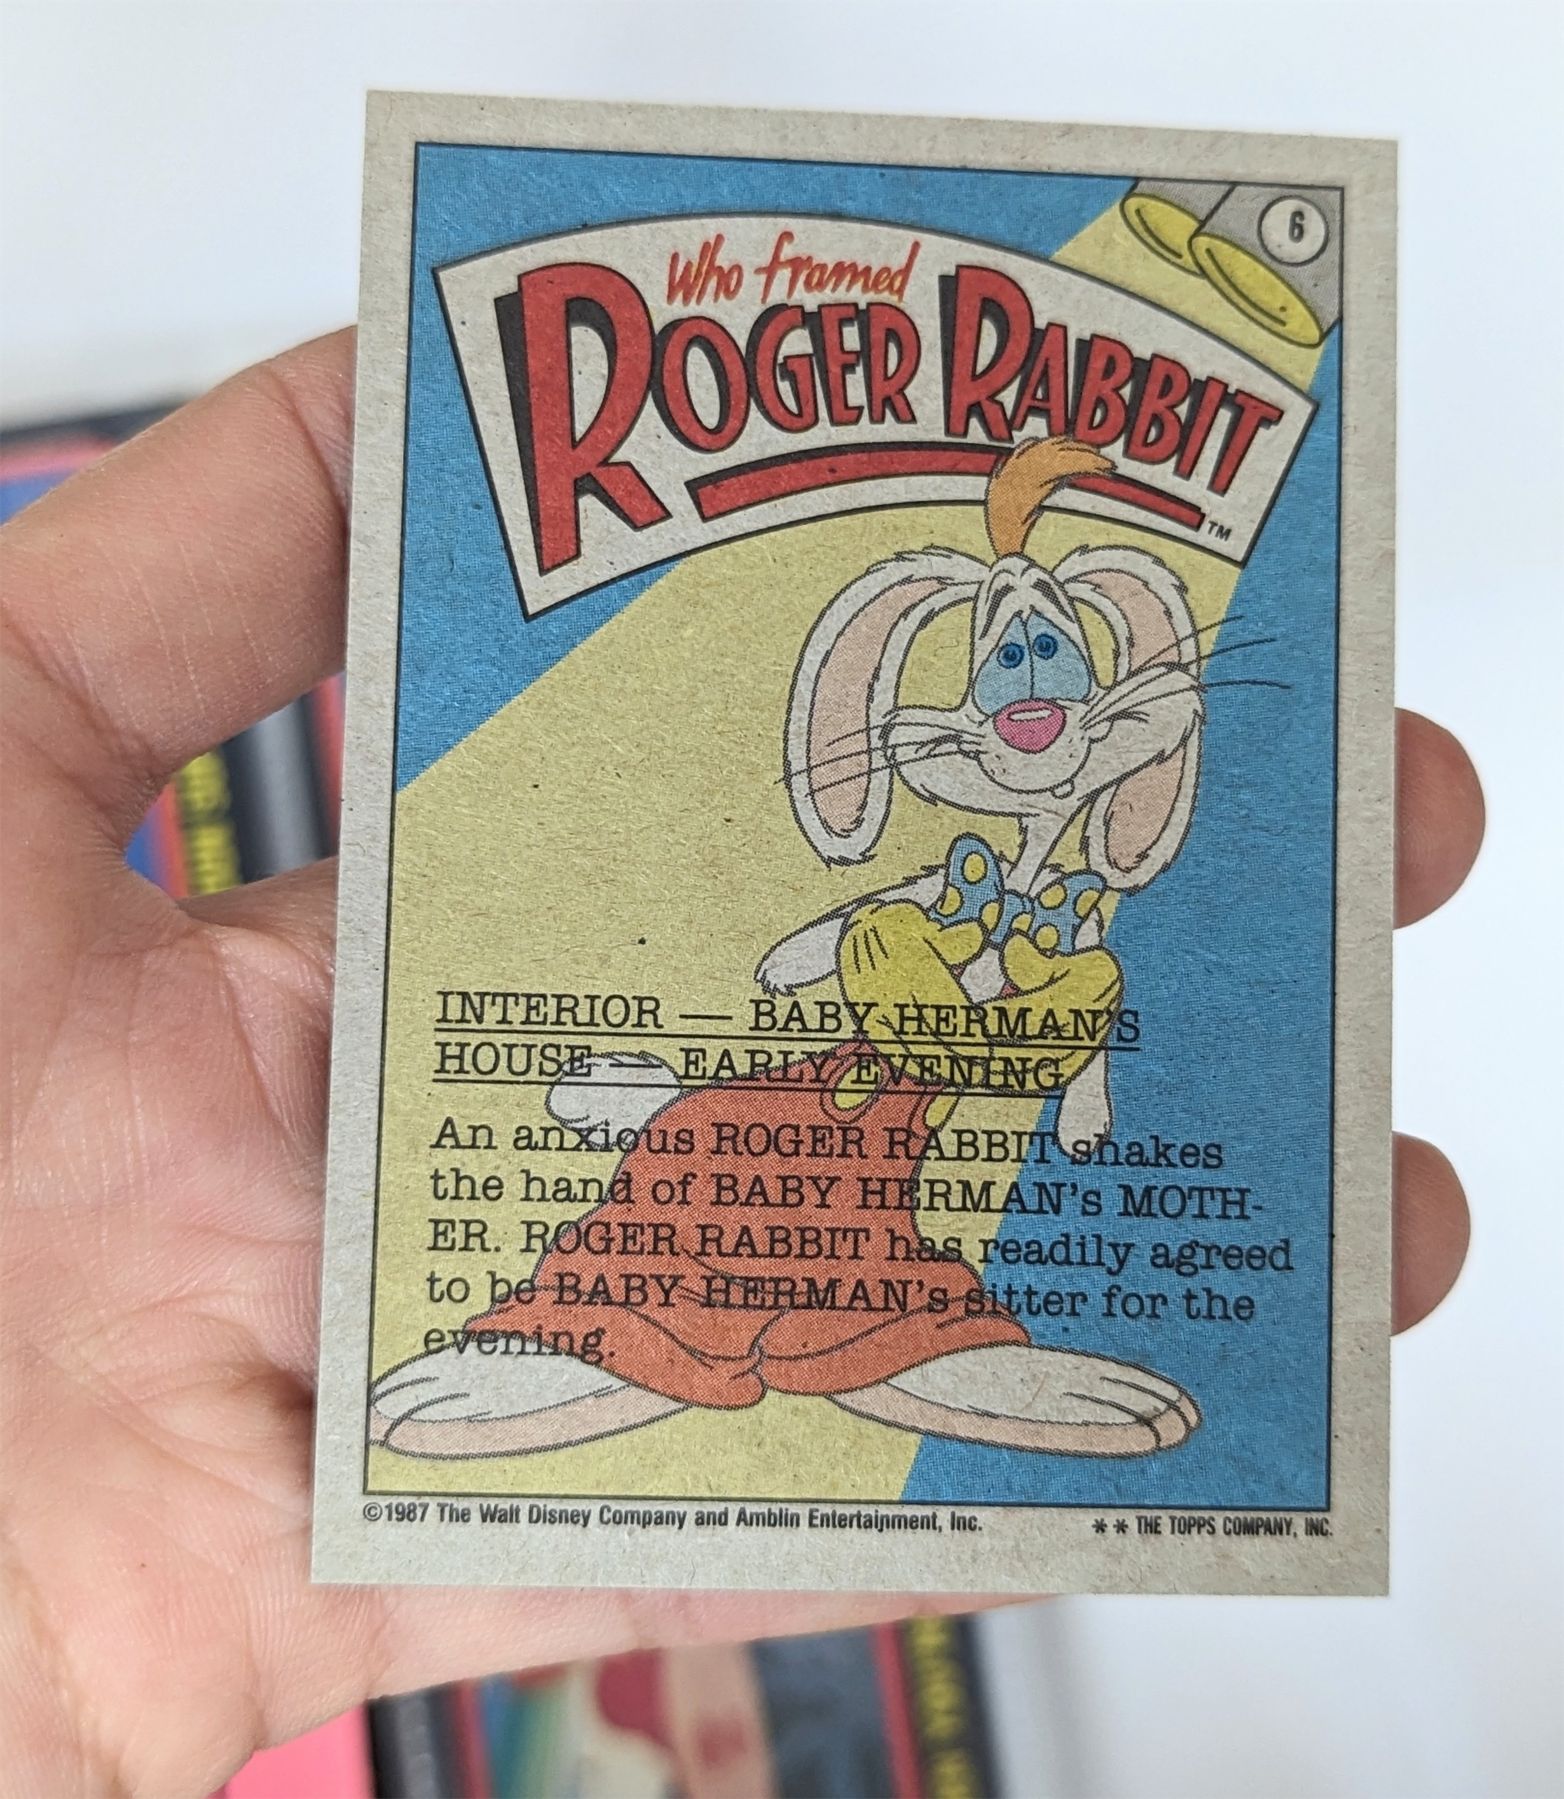 6
Who framed
ROGER RABBIT™
INTERIOR — BABY HERMAN'S
HOUSE — EARLY EVENING
An anxious ROGER RABBIT shakes
the hand of BABY HERMAN's MOTH-
ER. ROGER RABBIT has readily agreed
to be BABY HERMAN's sitter for the
evening.
©1987 The Walt Disney Company and Amblin Entertainment, Inc.
* * THE TOPPS COMPANY, INC.